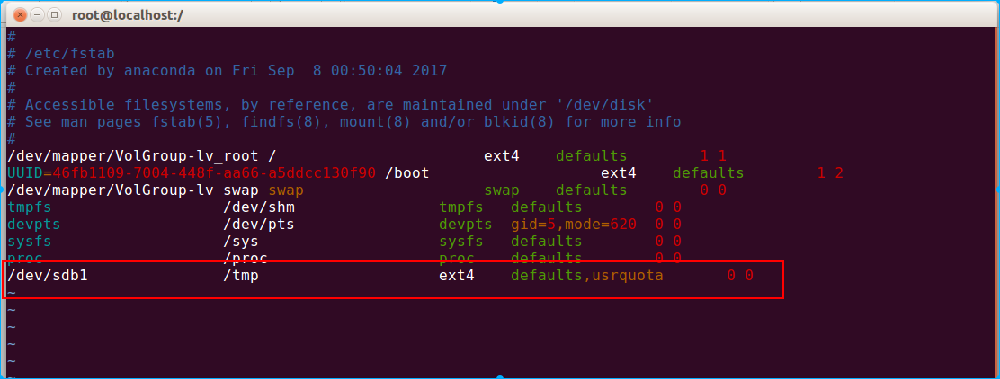 root@localhost:/
#
# /etc/fstab
# Created by anaconda on Fri Sep  8 00:50:04 2017
#
# Accessible filesystems, by reference, are maintained under '/dev/disk'
# See man pages fstab(5), findfs(8), mount(8) and/or blkid(8) for more info
#
/dev/mapper/VolGroup-lv_root /                       ext4    defaults        1 1
UUID=46fb1109-7004-448f-aa66-a5ddcc130f90 /boot                   ext4    defaults        1 2
/dev/mapper/VolGroup-lv_swap swap                    swap    defaults        0 0
tmpfs                   /dev/shm                tmpfs   defaults        0 0
devpts                  /dev/pts                devpts  gid=5,mode=620  0 0
sysfs                   /sys                    sysfs   defaults        0 0
proc                    /proc                   proc    defaults        0 0
/dev/sdb1               /tmp                    ext4    defaults,usrquota       0 0
~
~
~
~
~
~